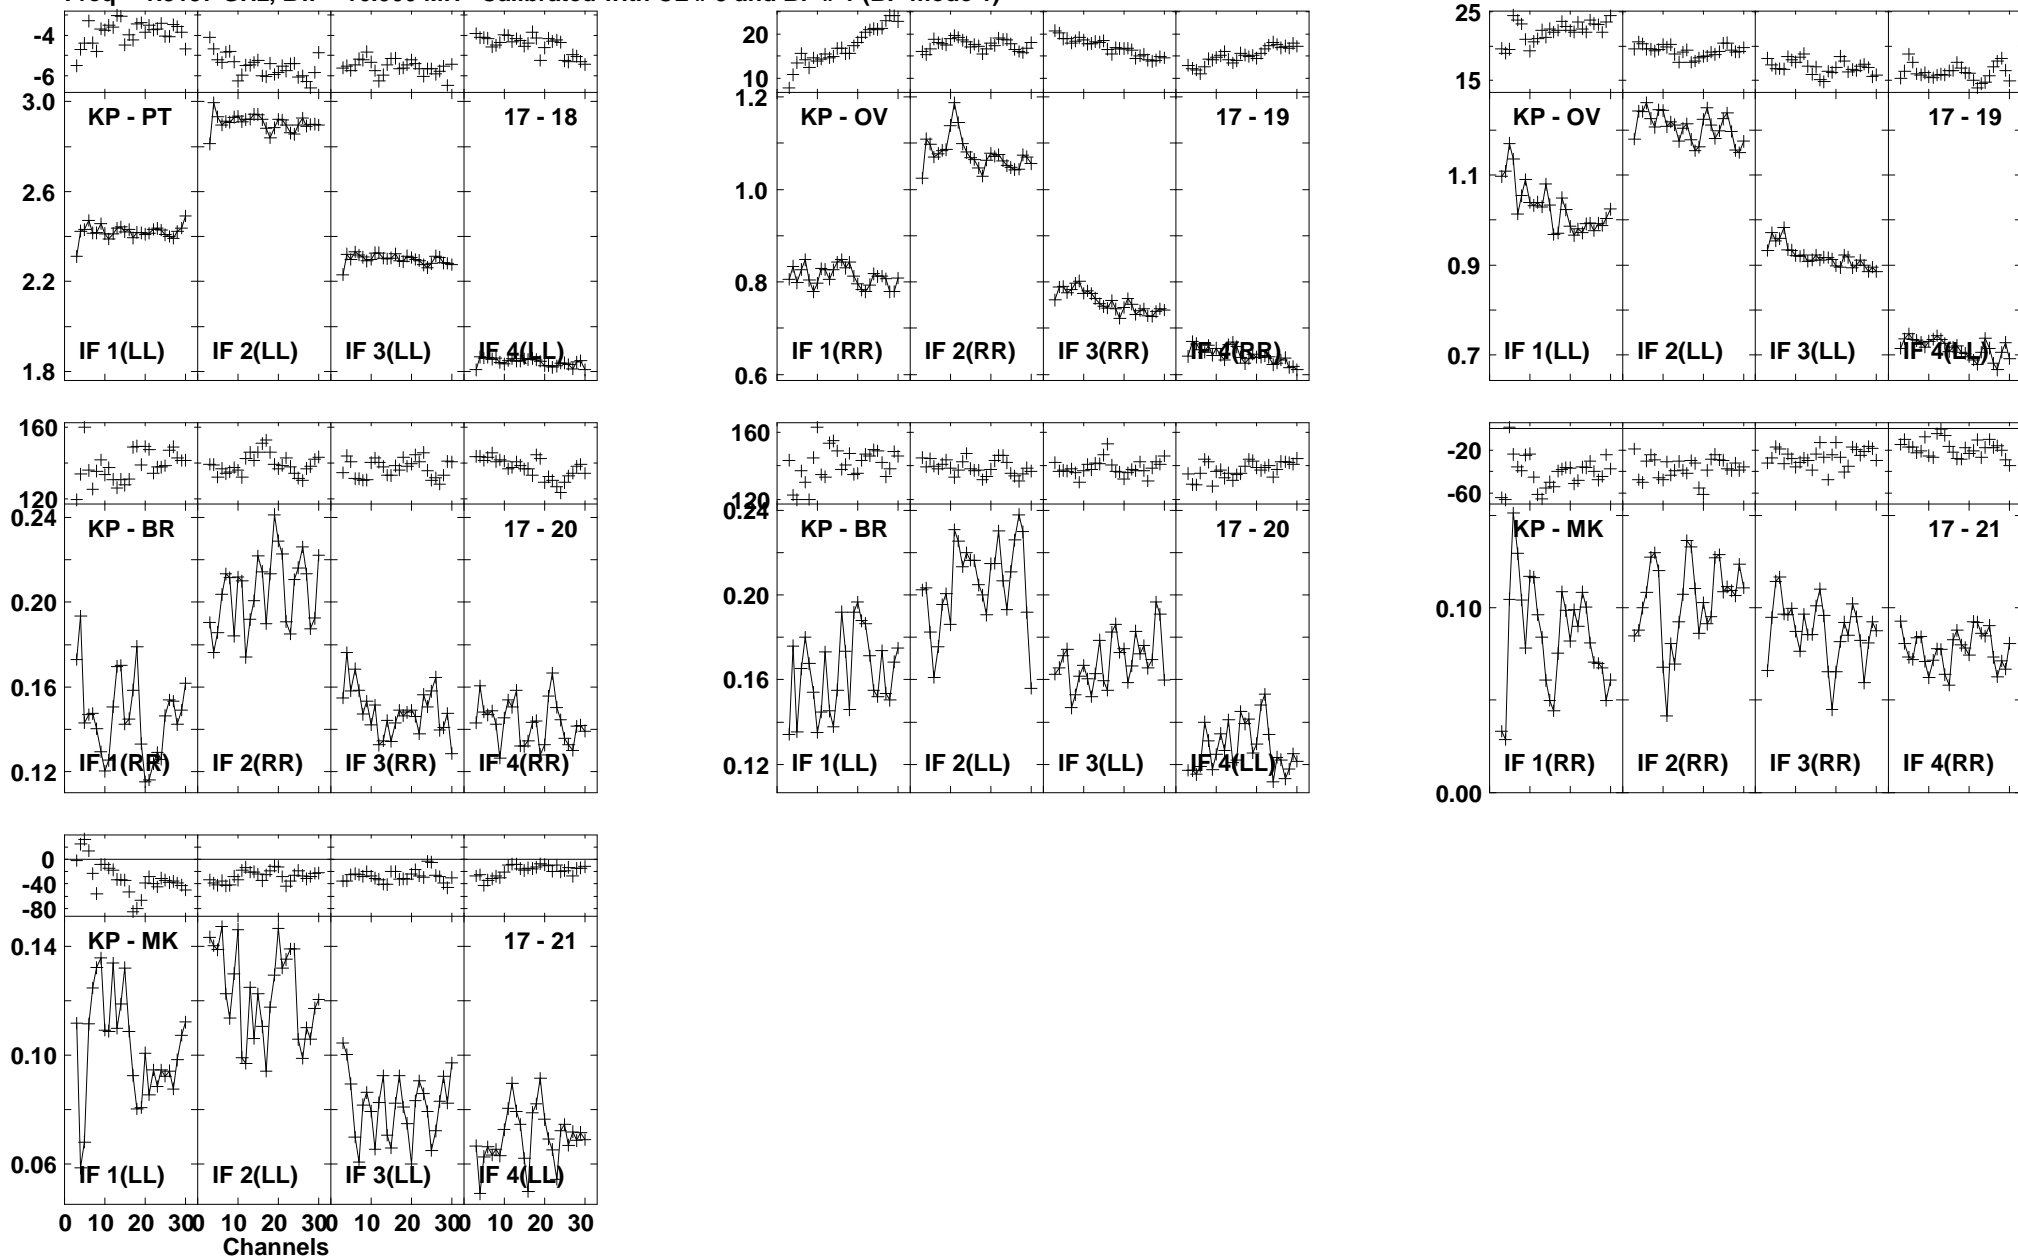 -4
-6
3.0
KP - PT
17 - 18
2.6
2.2
IF 1(LL) IF 2(LL) IF 3(LL) IF 4(LL)
1.8
20
10
1.2
KP - OV
17 - 19
1.0
0.8
IF 1(RR) IF 2(RR) IF 3(RR) IF 4(RR)
0.6
25
15
KP - OV
17 - 19
1.1
0.9
0.7
IF 1(LL) IF 2(LL) IF 3(LL) IF 4(LL)
160
120
0.24
KP - BR
17 - 20
0.20
0.16
0.12
IF 1(RR) IF 2(RR) IF 3(RR) IF 4(RR)
160
120
0.24
KP - BR
17 - 20
0.20
0.16
0.12
IF 1(LL) IF 2(LL) IF 3(LL) IF 4(LL)
-20
-60
KP - MK
17 - 21
0.10
IF 1(RR) IF 2(RR) IF 3(RR) IF 4(RR)
0.00
0
-40
-80
0.14
KP - MK
17 - 21
0.10
0.06
IF 1(LL) IF 2(LL) IF 3(LL) IF 4(LL)
0 10 20 30 0 10 20 30 0 10 20 30 0 10 20 30
Channels